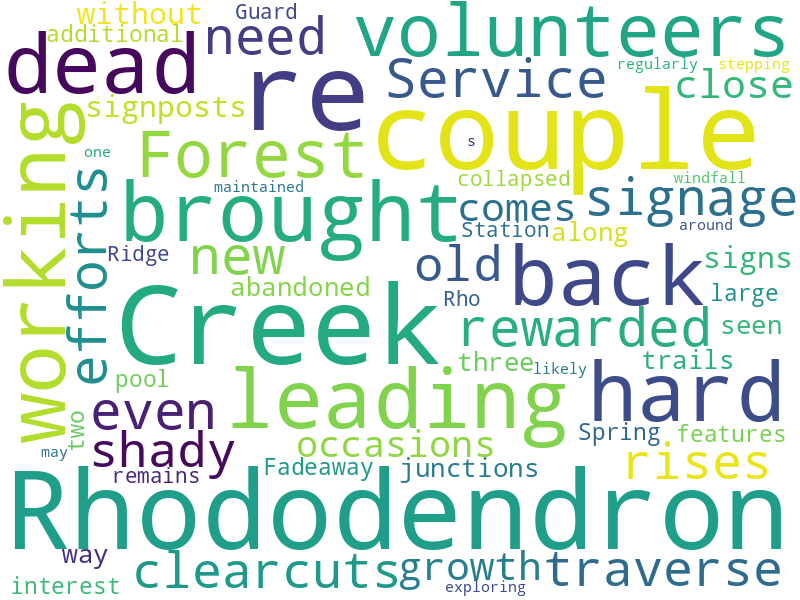 without
Guard
additional
need
volunteers
dead
re
Service
regularly
stepping
close
signposts
couple
working
one
Forest
s
efforts
maintained
brought
collapsed
windfall
comes
signage
Station
along
around
Ridge
new
old
back
signs
abandoned
Creek
Rho
large
rewarded
seen
three
likely
trails
pool
leading
hard
even
two
shady
occasions
Spring
features
may
remains
Fadeaway
junctions
rises
Rhododendron
way
interest
clearcuts
growth
traverse
exploring